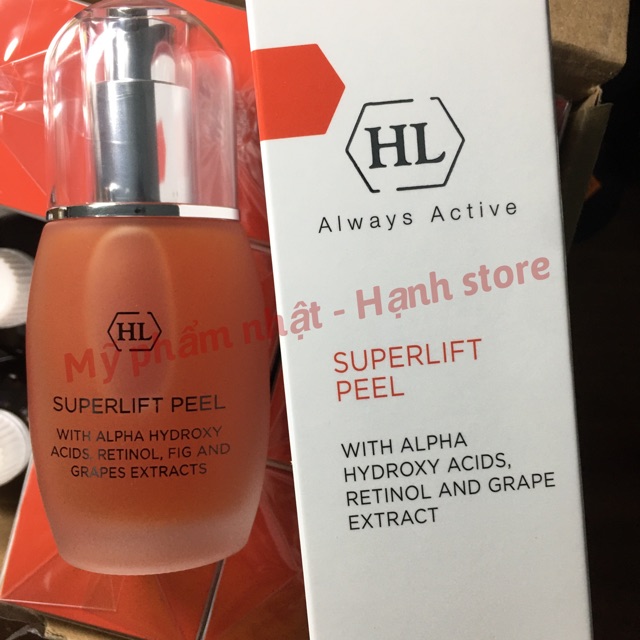 HL
SUPERLIFT PEEL
WITH ALPHA HYDROXY
ACIDS, RETINOL, FIG AND
GRAPES EXTRACTS
HL
Always Active
SUPERLIFT
PEEL
WITH ALPHA
HYDROXY ACIDS,
RETINOL AND GRAPE
EXTRACT
Mỹ phẩm nhật - Hạnh store